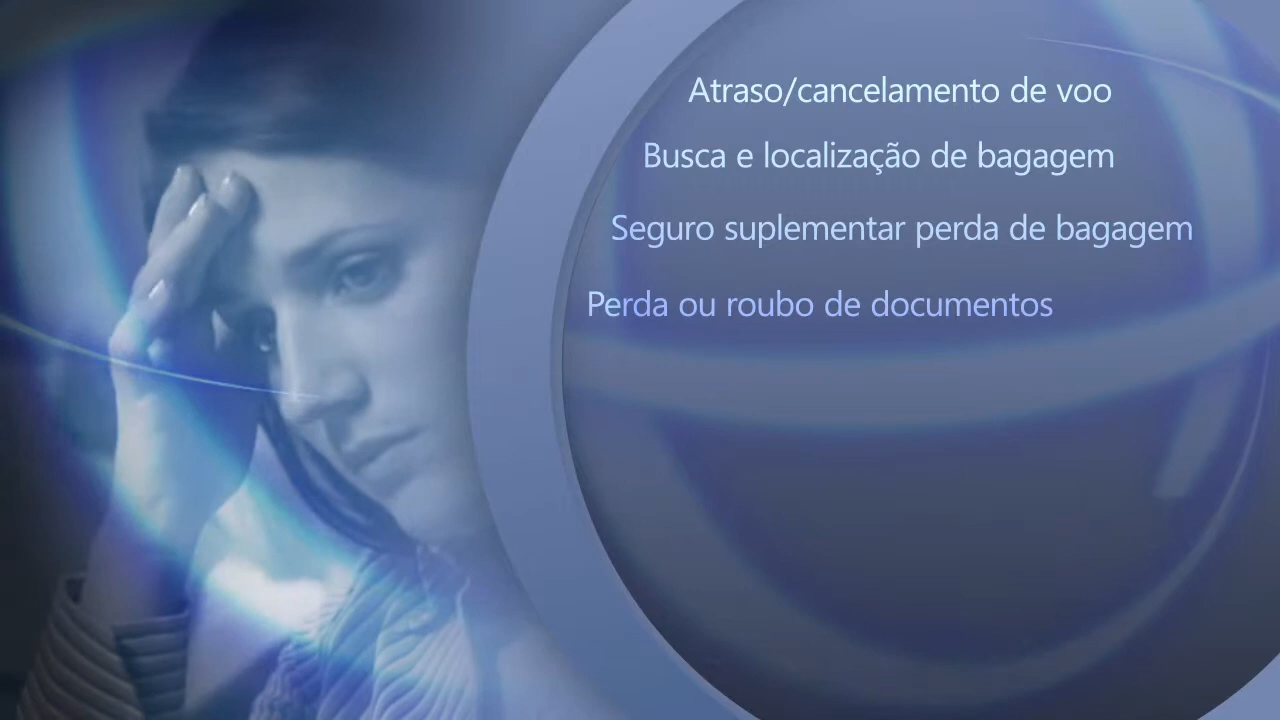 Atraso/cancelamento de voo
Busca e localização de bagagem
Seguro suplementar perda de bagagem
Perda ou roubo de documentos